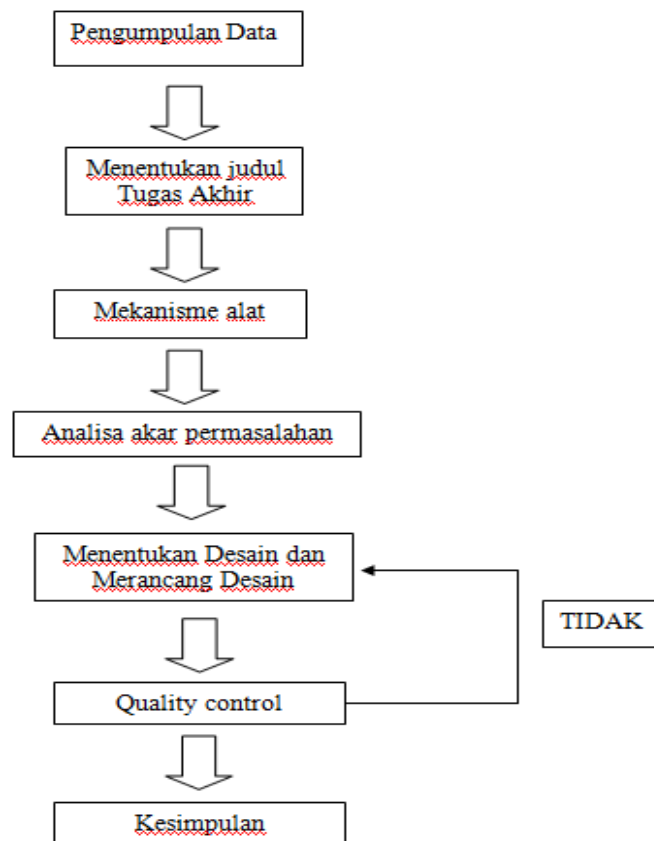 Pengumpulan Data
Menentukan judul
Tugas Akhir
Mekanisme alat
Analisa akar permasalahan
Menentukan Desain dan
Merancang Desain
TIDAK
Quality control
Kesimpulan